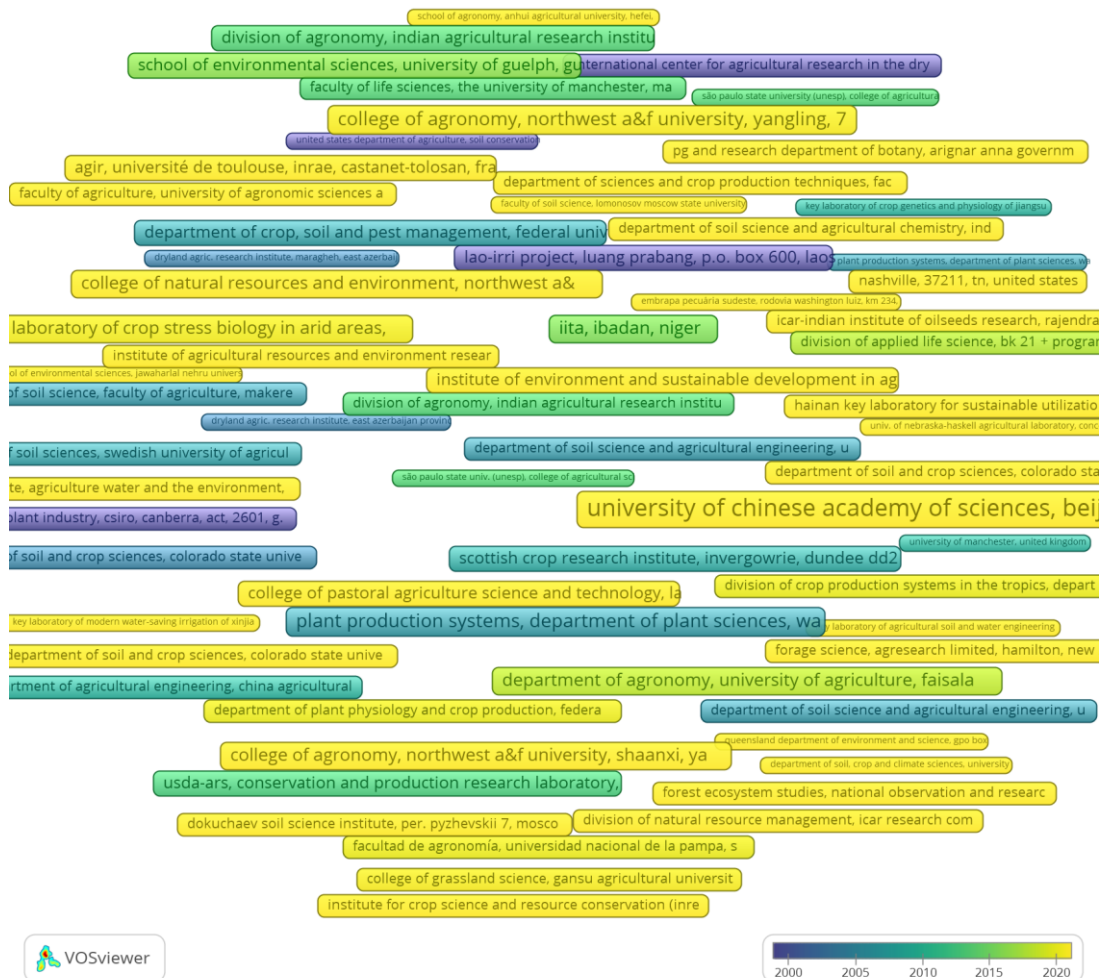 school of agronomy, anhui agricultural university, hefei,
division of agronomy, indian agricultural research institu
school of environmental sciences, university of guelph, gu
international center for agricultural research in the dry
faculty of life sciences, the university of manchester, ma
são paulo state university (unesp), college of agricultura
college of agronomy, northwest a&f university, yangling, 7
united states department of agriculture, soil conservation
pg and research department of botany, arignar anna governm
agir, université de toulouse, inrae, castanet-tolosan, fra
department of sciences and crop production techniques, fac
faculty of agriculture, university of agronomic sciences a
faculty of soil science, lomonosov moscow state university
key laboratory of crop genetics and physiology of jiangsu
department of crop, soil and pest management, federal univ
department of soil science and agricultural chemistry, ind
dryland agric. research institute, maragheh, east azerbaij
lao-irri project, luang prabang, p.o. box 600, laos
plant production systems, department of plant sciences, wa
college of natural resources and environment, northwest a&
nashville, 37211, tn, united states
embrapa pecuária sudeste, rodovia washington luiz, km 234,
laboratory of crop stress biology in arid areas,
iita, ibadan, niger
icar-indian institute of oilseeds research, rajendra
division of applied life science, bk 21 + program
institute of agricultural resources and environment resear
ol of environmental sciences, jawaharlal nehru univers
institute of environment and sustainable development in ag
of soil science, faculty of agriculture, makere
division of agronomy, indian agricultural research institu
hainan key laboratory for sustainable utilizatio
dryland agric. research institute, east azerbaijan provinc
univ. of nebraska-haskell agricultural laboratory, conc
f soil sciences, swedish university of agricul
department of soil science and agricultural engineering, u
são paulo state univ. (unesp), college of agricultural sc
department of soil and crop sciences, colorado sta
te, agriculture water and the environment,
university of chinese academy of sciences, beij
plant industry, csiro, canberra, act, 2601, g,
university of manchester, united kingdom
of soil and crop sciences, colorado state unive
scottish crop research institute, invergowrie, dundee dd2
division of crop production systems in the tropics, depart
college of pastoral agriculture science and technology, la
key laboratory of modern water-saving irrigation of xinjia
plant production systems, department of plant sciences, wa
y laboratory of agricultural soil and water engineering
department of soil and crop sciences, colorado state unive
forage science, agresearch limited, hamilton, new
rtment of agricultural engineering, china agricultural
department of agronomy, university of agriculture, faisala
department of plant physiology and crop production, federa
department of soil science and agricultural engineering, u
queensland department of environment and science, gpo box
college of agronomy, northwest a&f university, shaanxi, ya
department of soil, crop and climate sciences, university
usda-ars, conservation and production research laboratory,
forest ecosystem studies, national observation and researc
dokuchaev soil science institute, per. pyzhevskii 7, mosco
division of natural resource management, icar research com
facultad de agronomía, universidad nacional de la pampa, s
college of grassland science, gansu agricultural universit
institute for crop science and resource conservation (inre
VOSviewer
2000 2005 2010 2015 2020